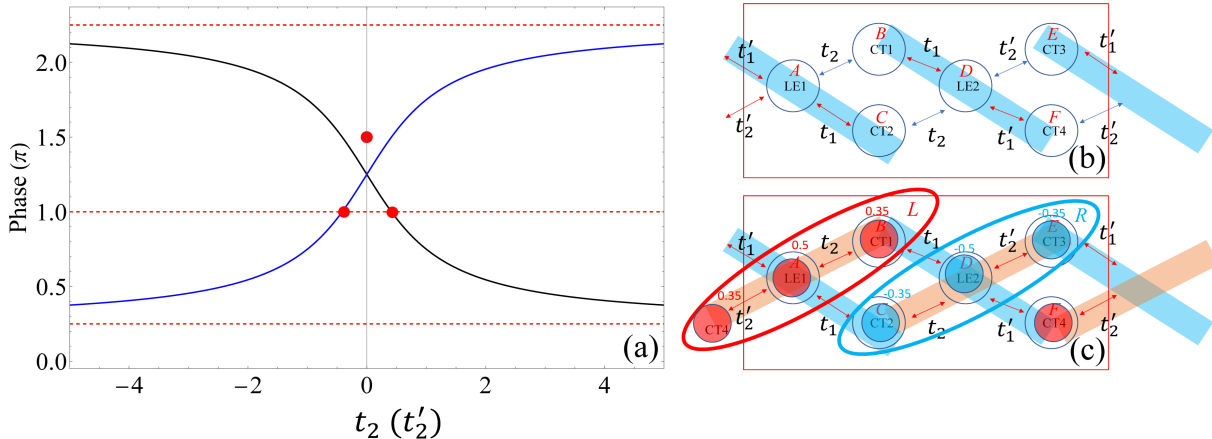 Phase (π)
2.0
1.5
1.0
0.5
0.0
−4
−2
0
2
4
t₂ (t₂′)
(a)
t₁′
t₂′
A
LE1
t₂
B
CT1
t₁
C
CT2
t₁
t₂
D
LE2
t₂′
E
CT3
t₁′
t₁′
F
CT4
t₂′
(b)
0.35
L
-0.35
R
t₁′
0.5
A
LE1
t₂
B
CT1
t₁
-0.5
D
LE2
t₂′
E
CT3
t₁′
0.35
CT4
t₂′
t₁
-0.35
C
CT2
t₂
t₁′
F
CT4
t₂′
(c)